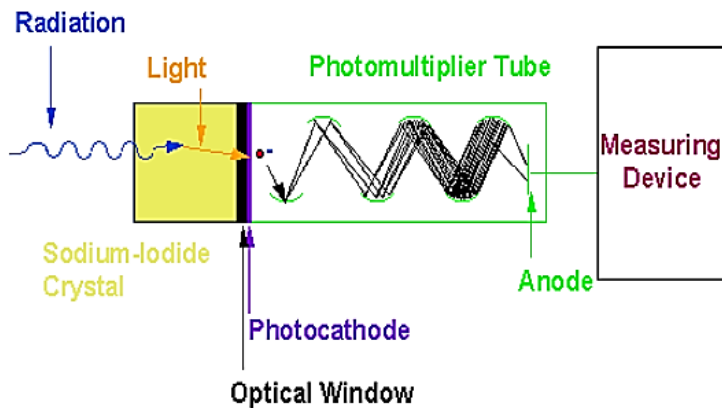 Radiation
Light
Photomultiplier Tube
Measuring
Device
Sodium-Iodide
Crystal
Anode
Photocathode
Optical Window